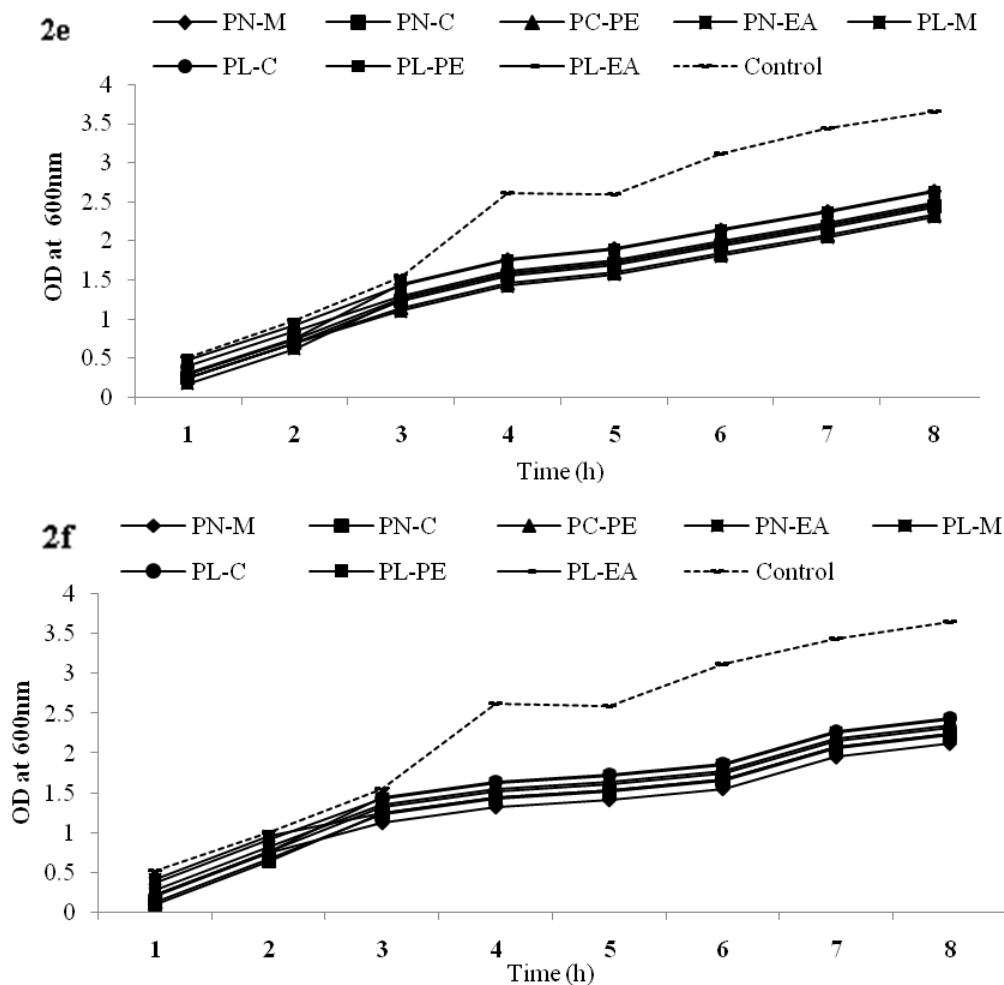 2e
PN-M PN-C PC-PE PN-EA PL-M
PL-C PL-PE PL-EA Control
4
3.5
3
2.5
2
1.5
1
0.5
0
OD at 600nm
1 2 3 4 5 6 7 8
Time (h)
2f
PN-M PN-C PC-PE PN-EA PL-M
PL-C PL-PE PL-EA Control
4
3.5
3
2.5
2
1.5
1
0.5
0
OD at 600nm
1 2 3 4 5 6 7 8
Time (h)